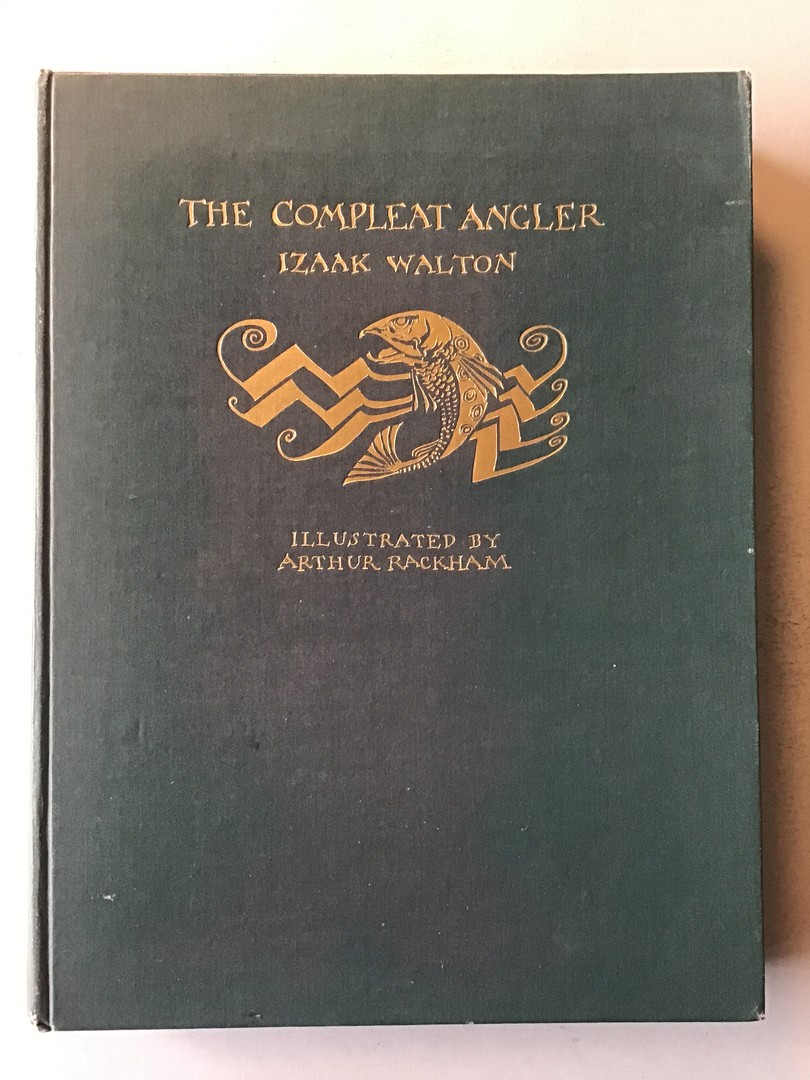 THE COMPLEAT ANGLER
IZAAK WALTON
ILLUSTRATED BY
ARTHUR RACKHAM